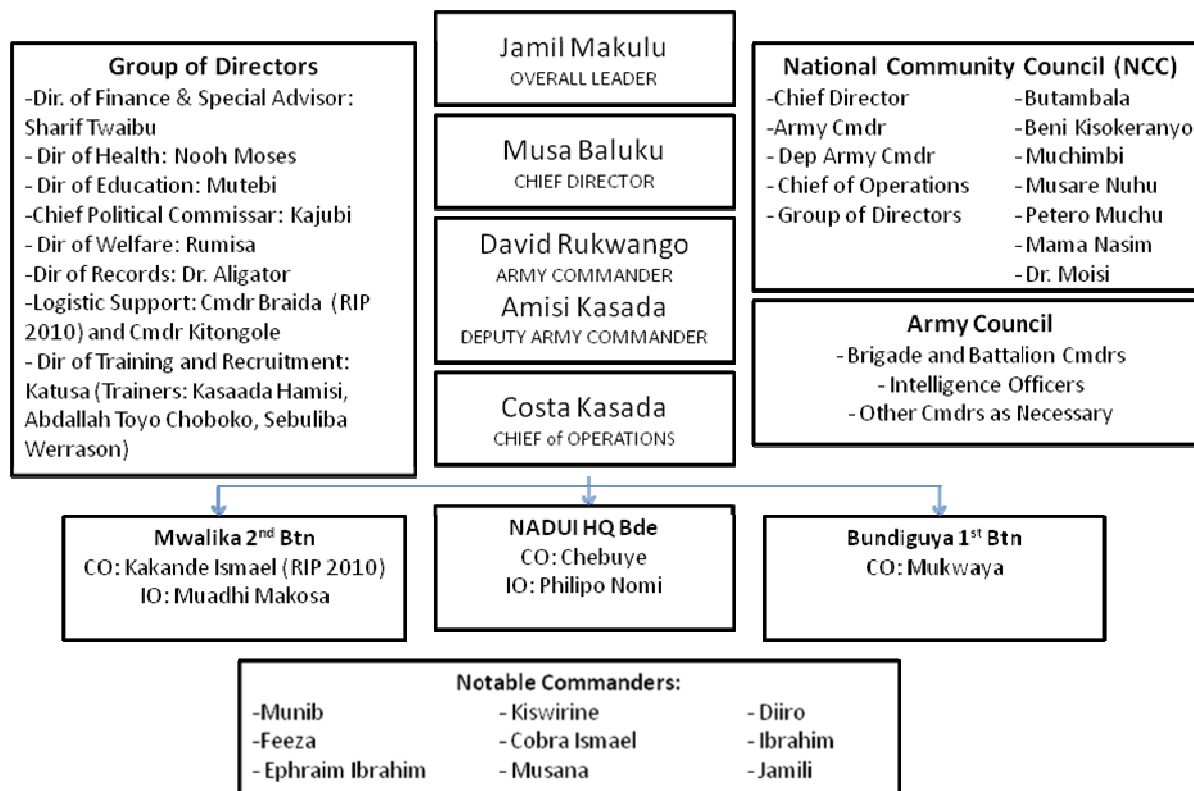 Jamil Makulu
OVERALL LEADER
Group of Directors
-Dir. of Finance & Special Advisor:
Sharif Twaibu
- Dir of Health: Nooh Moses
- Dir of Education: Mutebi
-Chief Political Commissar: Kajubi
- Dir of Welfare: Rumisa
-Dir of Records: Dr. Aligator
-Logistic Support: Cmdr Braida (RIP
2010) and Cmdr Kitongole
- Dir of Training and Recruitment:
Katusa (Trainers: Kasaada Hamisi,
Abdallah Toyo Choboko, Sebuliba
Werrason)
Musa Baluku
CHIEF DIRECTOR
David Rukwango
ARMY COMMANDER
Amisi Kasada
DEPUTY ARMY COMMANDER
Costa Kasada
CHIEF of OPERATIONS
National Community Council (NCC)
-Chief Director
-Army Cmdr
- Dep Army Cmdr
- Chief of Operations
- Group of Directors
- Butambala
- Beni Kisokeranyo
- Muchimbi
- Musare Nuhu
- Petero Muchu
- Mama Nasim
- Dr. Moisi
Army Council
- Brigade and Battalion Cmdrs
- Intelligence Officers
- Other Cmdrs as Necessary
Mwalika 2nd Btn
CO: Kakande Ismael (RIP 2010)
IO: Muadhi Makosa
NADUI HQ Bde
CO: Chebuye
IO: Philipo Nomi
Bundiguya 1st Btn
CO: Mukwaya
Notable Commanders:
-Munib
-Feeza
- Ephraim Ibrahim
- Kiswirine
- Cobra Ismael
- Musana
- Diiro
- Ibrahim
- Jamili